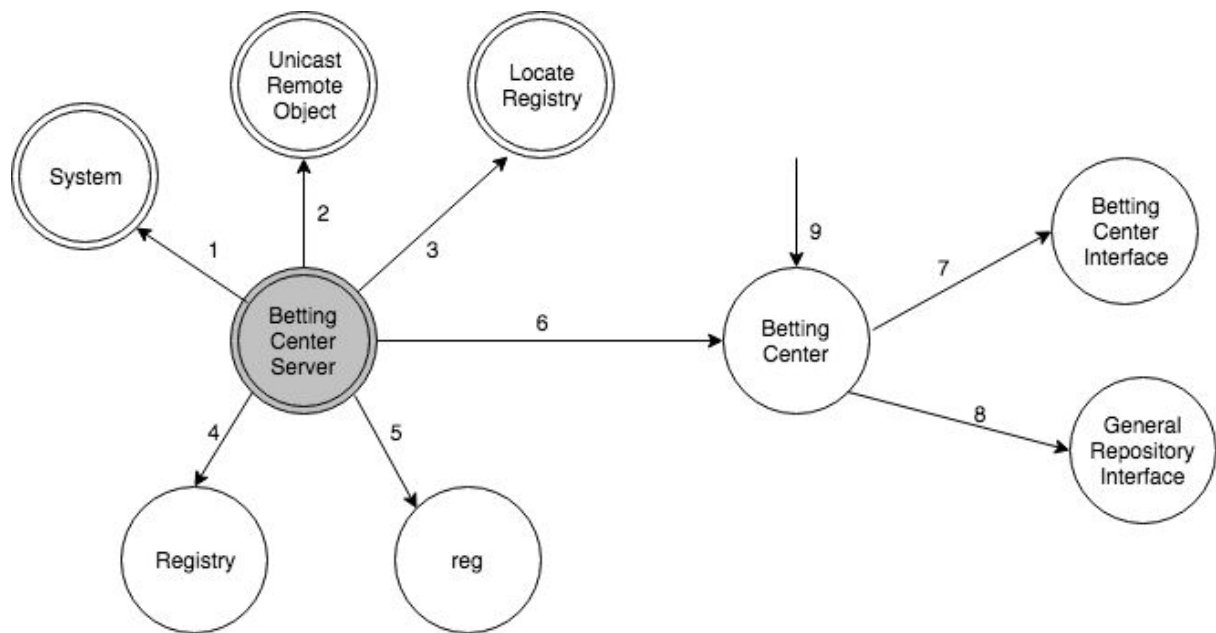 Unicast
Remote
Object
Locate
Registry
System
1
2
3
9
Betting
Center
Interface
7
Betting
Center
Server
6
Betting
Center
8
General
Repository
Interface
4
5
Registry
reg